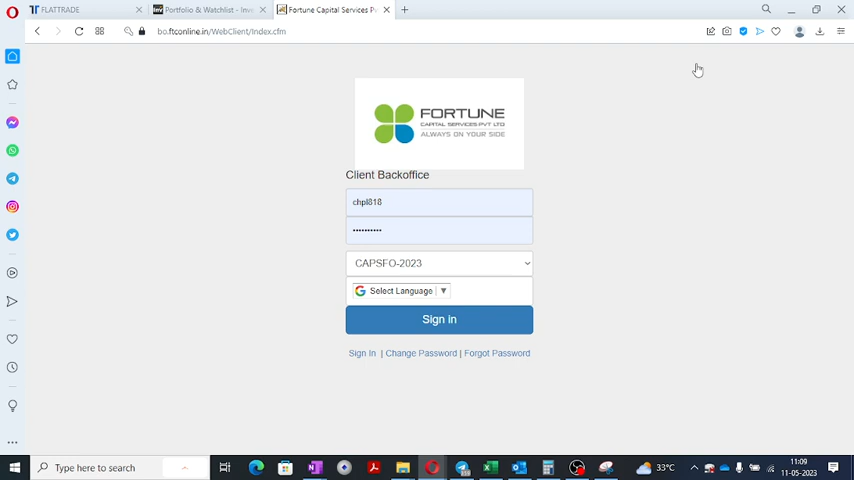 FLATTRADE
Portfolio & Watchlist - Inve
Fortune Capital Services Pv
bo.ftconline.in/WebClient/Index.cfm
FORTUNE
CAPITAL SERVICES PVT LTD
ALWAYS ON YOUR SIDE
Client Backoffice
chpl818
CAPSFO-2023
Select Language
Sign in
Sign In | Change Password | Forgot Password
Type here to search
33°C
11:09
11-05-2023